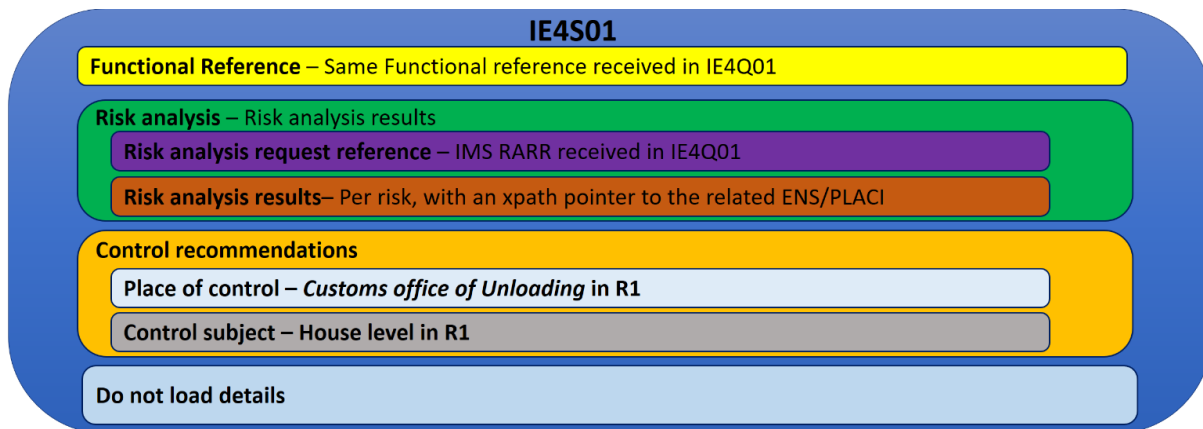 IE4S01
Functional Reference – Same Functional reference received in IE4Q01
Risk analysis – Risk analysis results
Risk analysis request reference – IMS RARR received in IE4Q01
Risk analysis results– Per risk, with an xpath pointer to the related ENS/PLACI
Control recommendations
Place of control – Customs office of Unloading in R1
Control subject – House level in R1
Do not load details